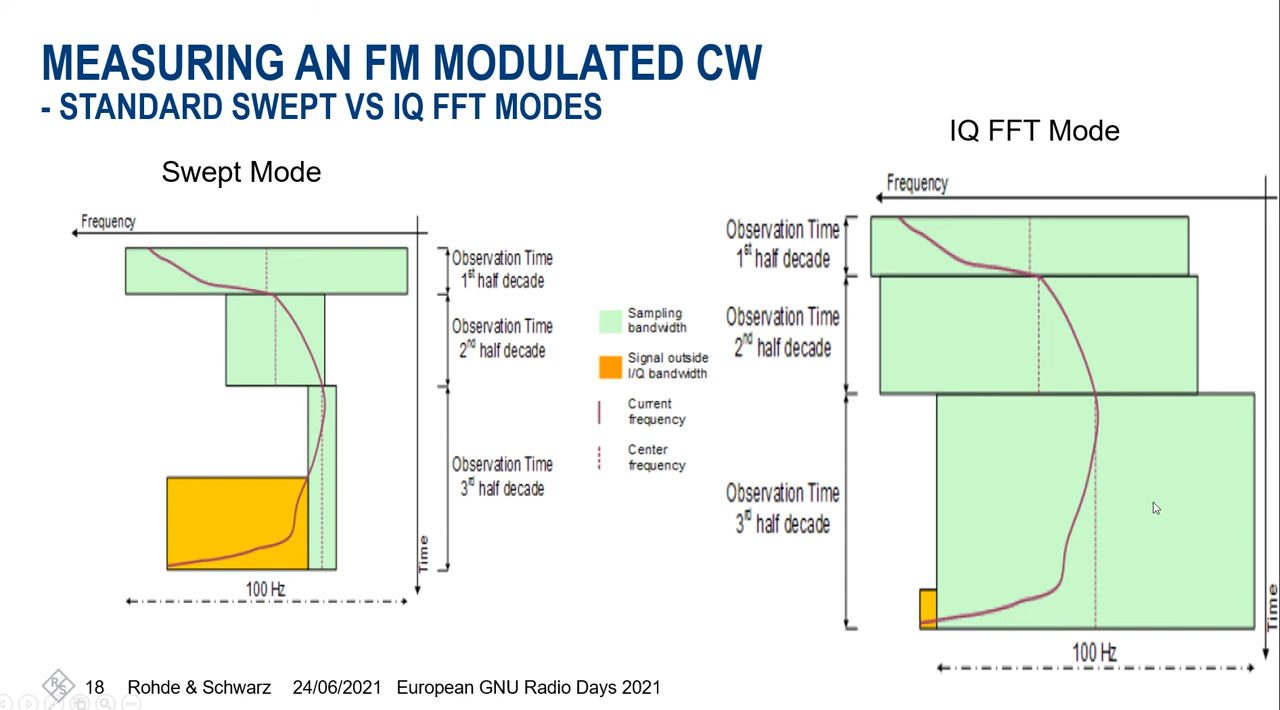 MEASURING AN FM MODULATED CW
- STANDARD SWEPT VS IQ FFT MODES
Swept Mode
Frequency
Observation Time
1st half decade
Observation Time
2nd half decade
Observation Time
3rd half decade
Time
100 Hz
Sampling
bandwidth
Signal outside
I/Q bandwidth
Current
frequency
Center
frequency
IQ FFT Mode
Frequency
Observation Time
1st half decade
Observation Time
2nd half decade
Observation Time
3rd half decade
Time
100 Hz
R S
18 Rohde & Schwarz 24/06/2021 European GNU Radio Days 2021